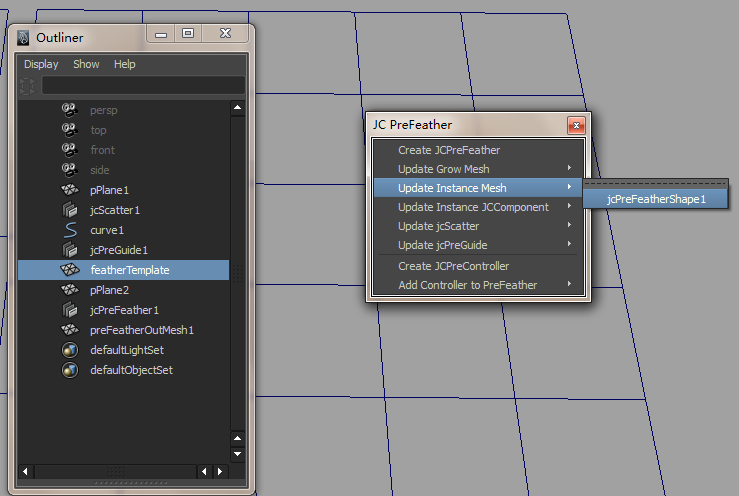 Outliner
Display Show Help
persp
top
front
side
pPlane1
jcScatter1
curve1
jcPreGuide1
featherTemplate
pPlane2
jcPreFeather1
preFeatherOutMesh1
defaultLightSet
defaultObjectSet
JC PreFeather
Create JCPreFeather
Update Grow Mesh
Update Instance Mesh
Update Instance JCComponent
Update jcScatter
Update jcPreGuide
Create JCPreController
Add Controller to PreFeather
jcPreFeatherShape1